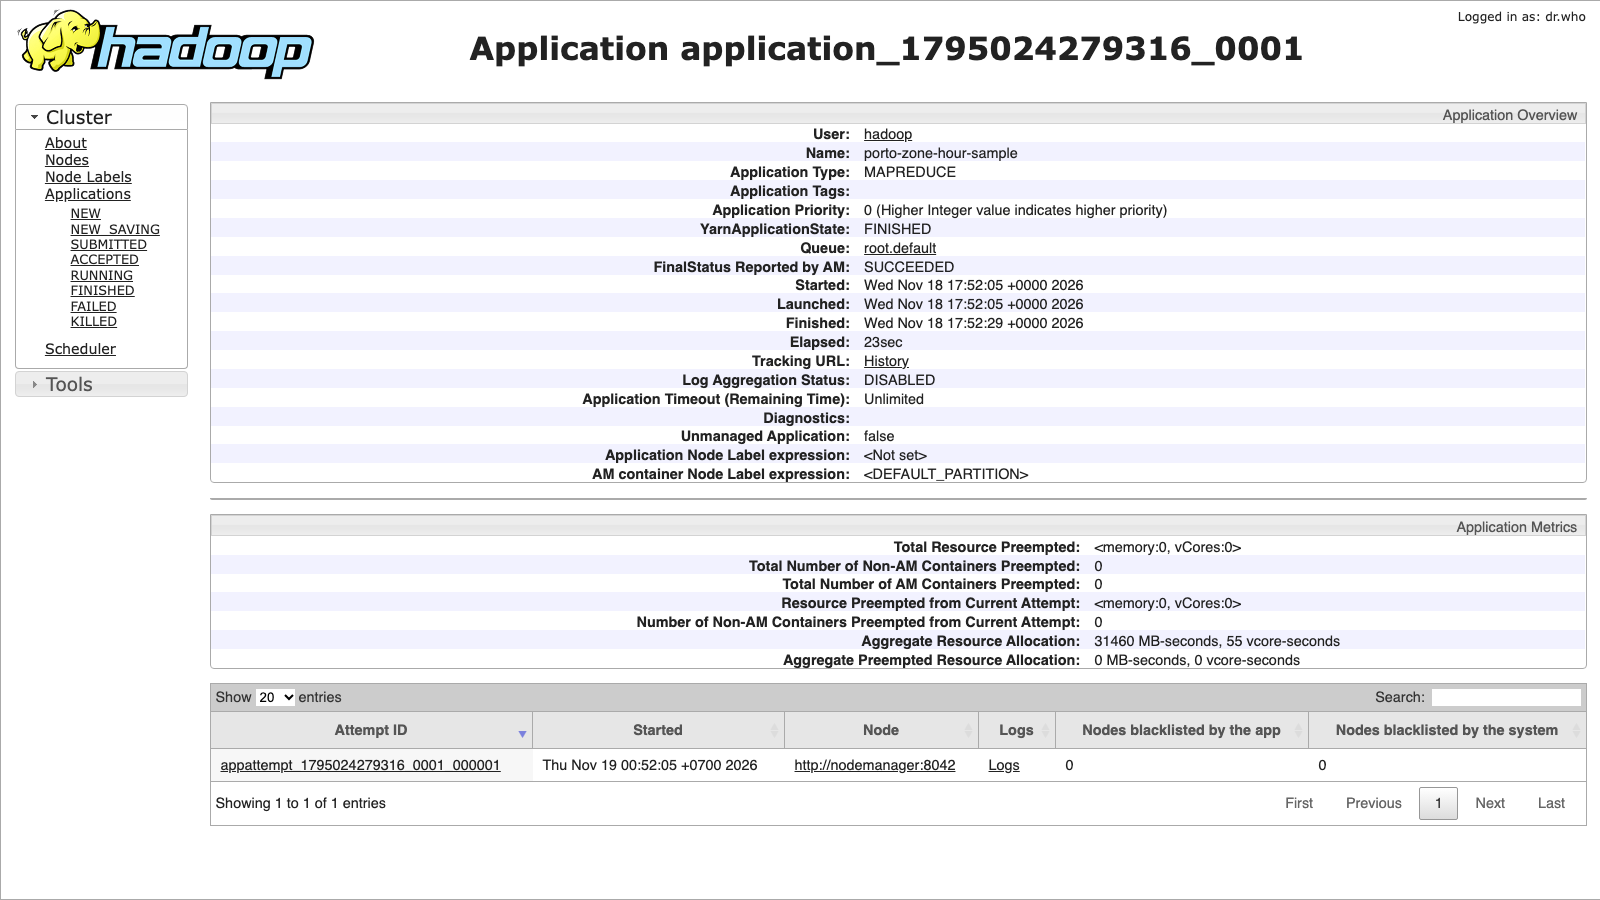 Logged in as: dr.who
hadoop
Application application_1795024279316_0001
Cluster
About
Nodes
Node Labels
Applications
NEW
NEW_SAVING
SUBMITTED
ACCEPTED
RUNNING
FINISHED
FAILED
KILLED
Scheduler
Tools
Application Overview
User: hadoop
Name: porto-zone-hour-sample
Application Type: MAPREDUCE
Application Tags:
Application Priority: 0 (Higher Integer value indicates higher priority)
YarnApplicationState: FINISHED
Queue: root.default
FinalStatus Reported by AM: SUCCEEDED
Started: Wed Nov 18 17:52:05 +0000 2026
Launched: Wed Nov 18 17:52:05 +0000 2026
Finished: Wed Nov 18 17:52:29 +0000 2026
Elapsed: 23sec
Tracking URL: History
Log Aggregation Status: DISABLED
Application Timeout (Remaining Time): Unlimited
Diagnostics:
Unmanaged Application: false
Application Node Label expression: <Not set>
AM container Node Label expression: <DEFAULT_PARTITION>
Application Metrics
Total Resource Preempted: <memory:0, vCores:0>
Total Number of Non-AM Containers Preempted: 0
Total Number of AM Containers Preempted: 0
Resource Preempted from Current Attempt: <memory:0, vCores:0>
Number of Non-AM Containers Preempted from Current Attempt: 0
Aggregate Resource Allocation: 31460 MB-seconds, 55 vcore-seconds
Aggregate Preempted Resource Allocation: 0 MB-seconds, 0 vcore-seconds
Show 20 entries Search:
Attempt ID Started Node Logs Nodes blacklisted by the app Nodes blacklisted by the system
appattempt_1795024279316_0001_000001 Thu Nov 19 00:52:05 +0700 2026 http://nodemanager:8042 Logs 0 0
Showing 1 to 1 of 1 entries First Previous 1 Next Last